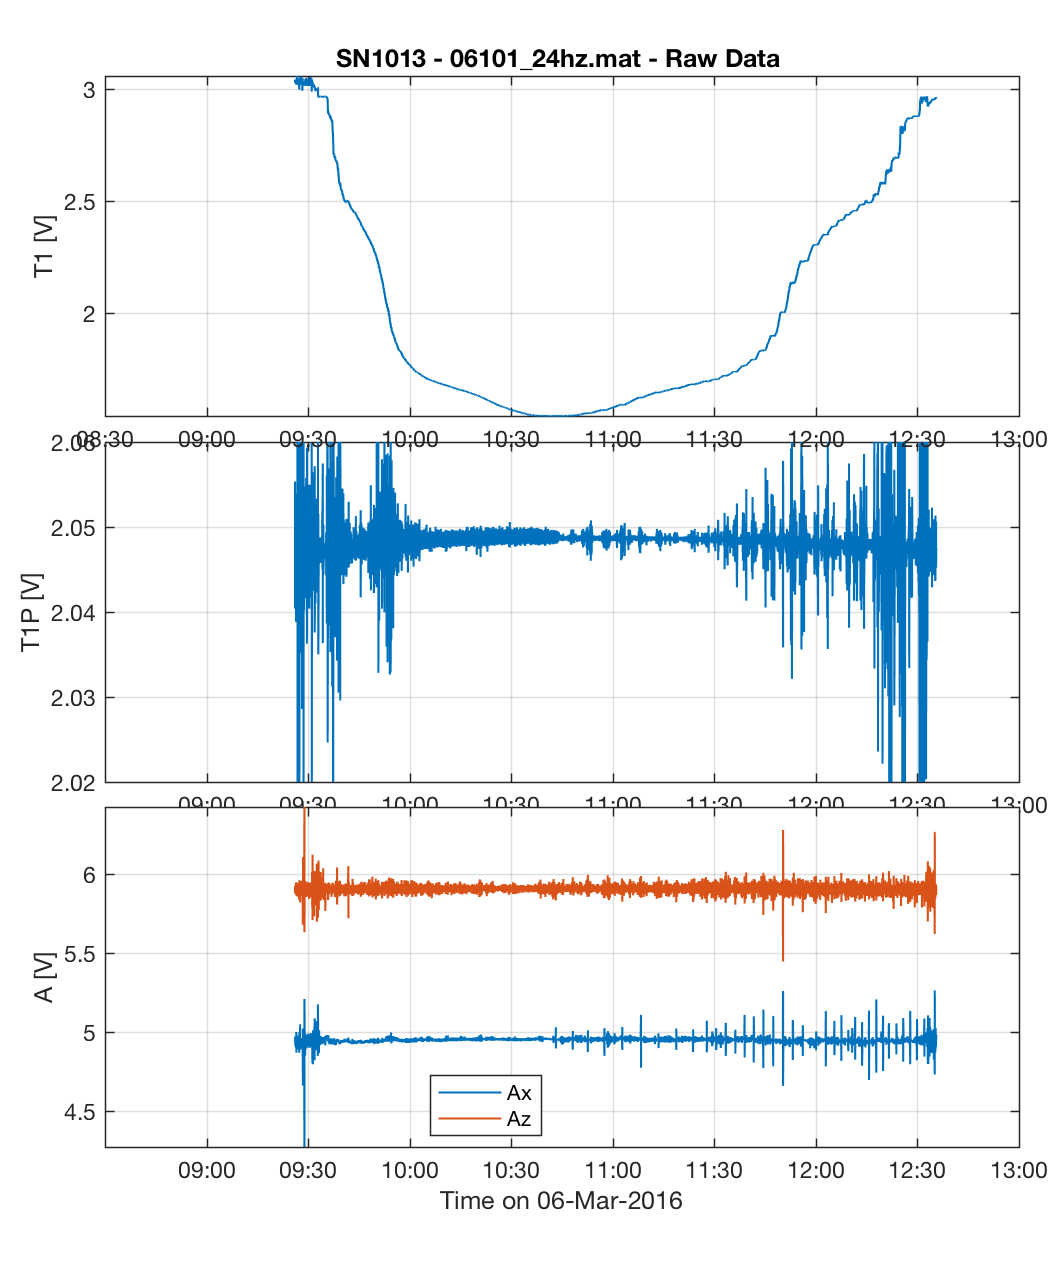 SN1013 - 06101_24hz.mat - Raw Data
3
2.5
2
T1 [V]
08:30 09:00 09:30 10:00 10:30 11:00 11:30 12:00 12:30 13:00
2.06
2.05
2.04
2.03
2.02
T1P [V]
09:00 09:30 10:00 10:30 11:00 11:30 12:00 12:30 13:00
6
5.5
5
4.5
A [V]
Ax
Az
09:00 09:30 10:00 10:30 11:00 11:30 12:00 12:30 13:00
Time on 06-Mar-2016